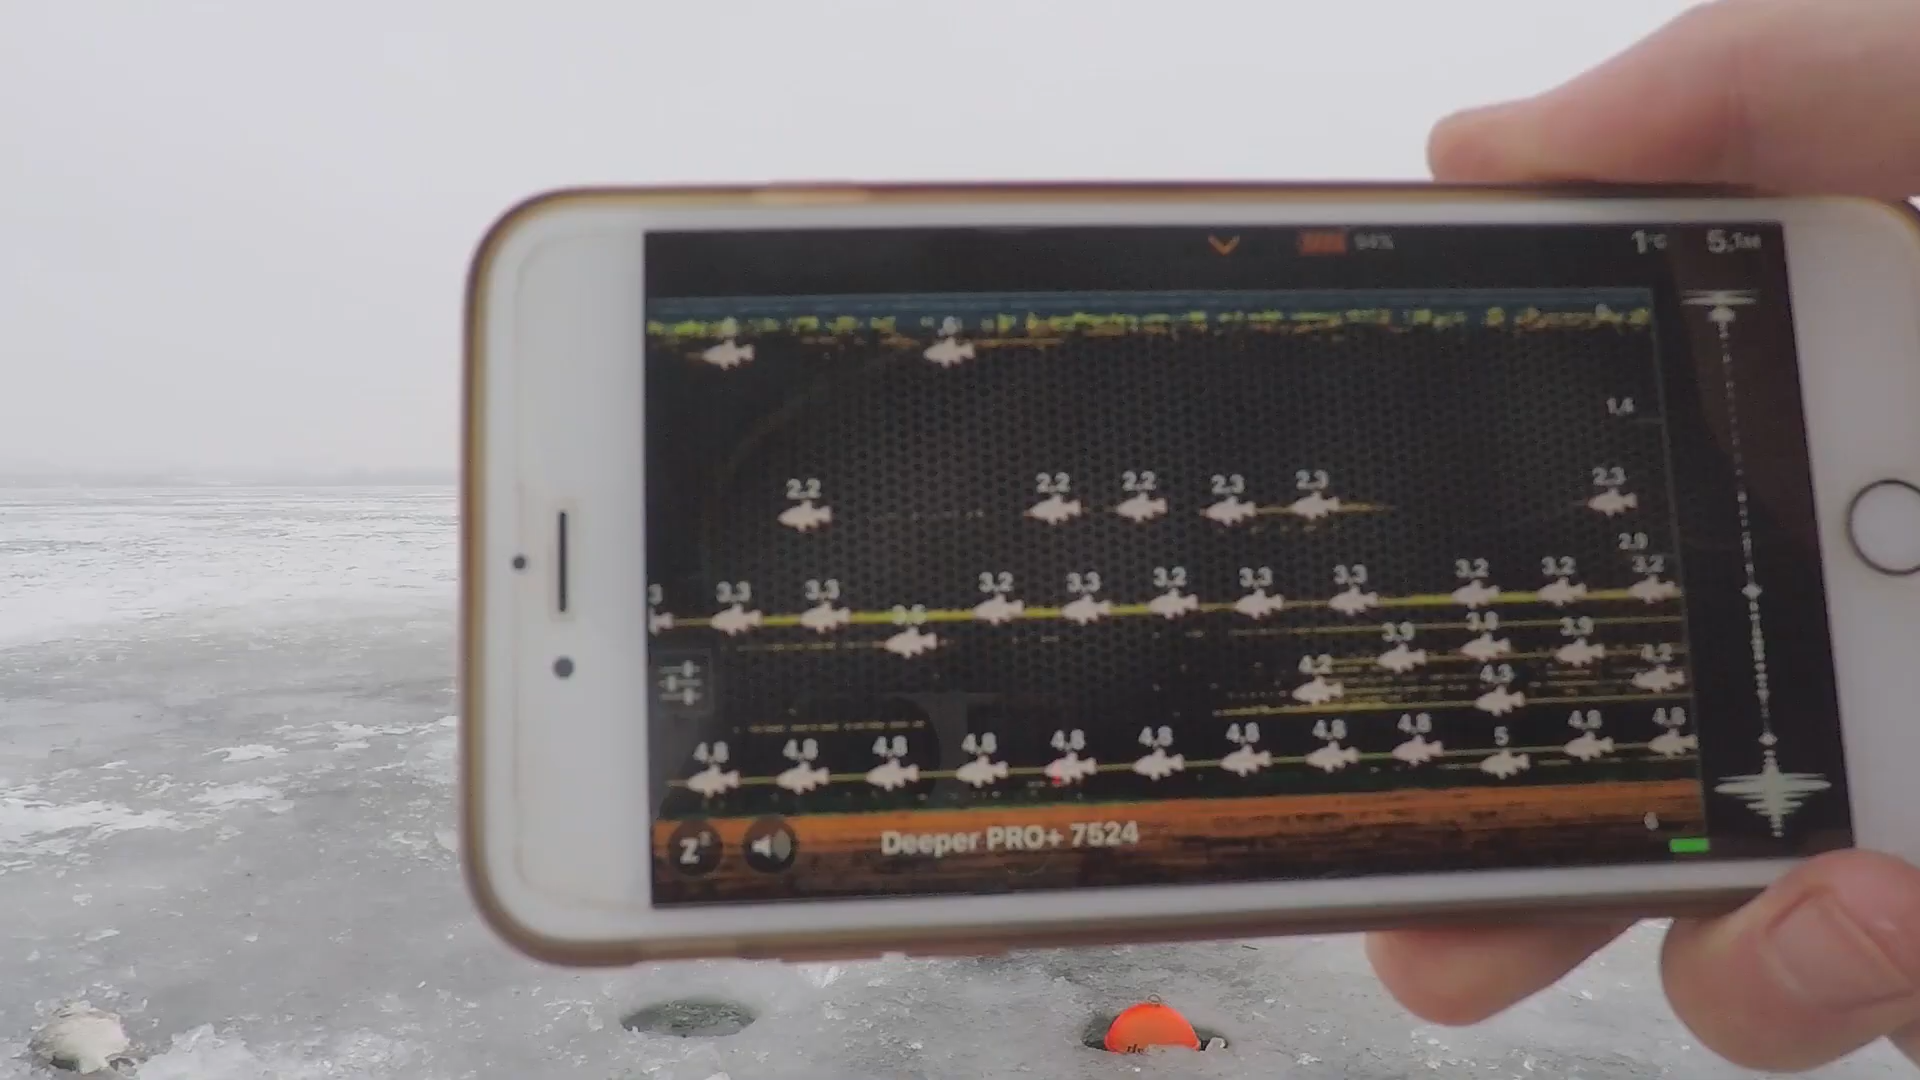 94% 1°C 5,1м
1,4
2.2 2.2 2.2 2.3 2.3 2.3
2.9
3 3.3 3.3 3.2 3.3 3.2 3.3 3.3 3.2 3.2 3.2
3.9 3.8 3.9
4.2 4.3 4.2
4.8 4.8 4.8 4.8 4.8 4.8 4.8 4.8 4.8 5 4.8 4.8
6
Deeper PRO+ 7524